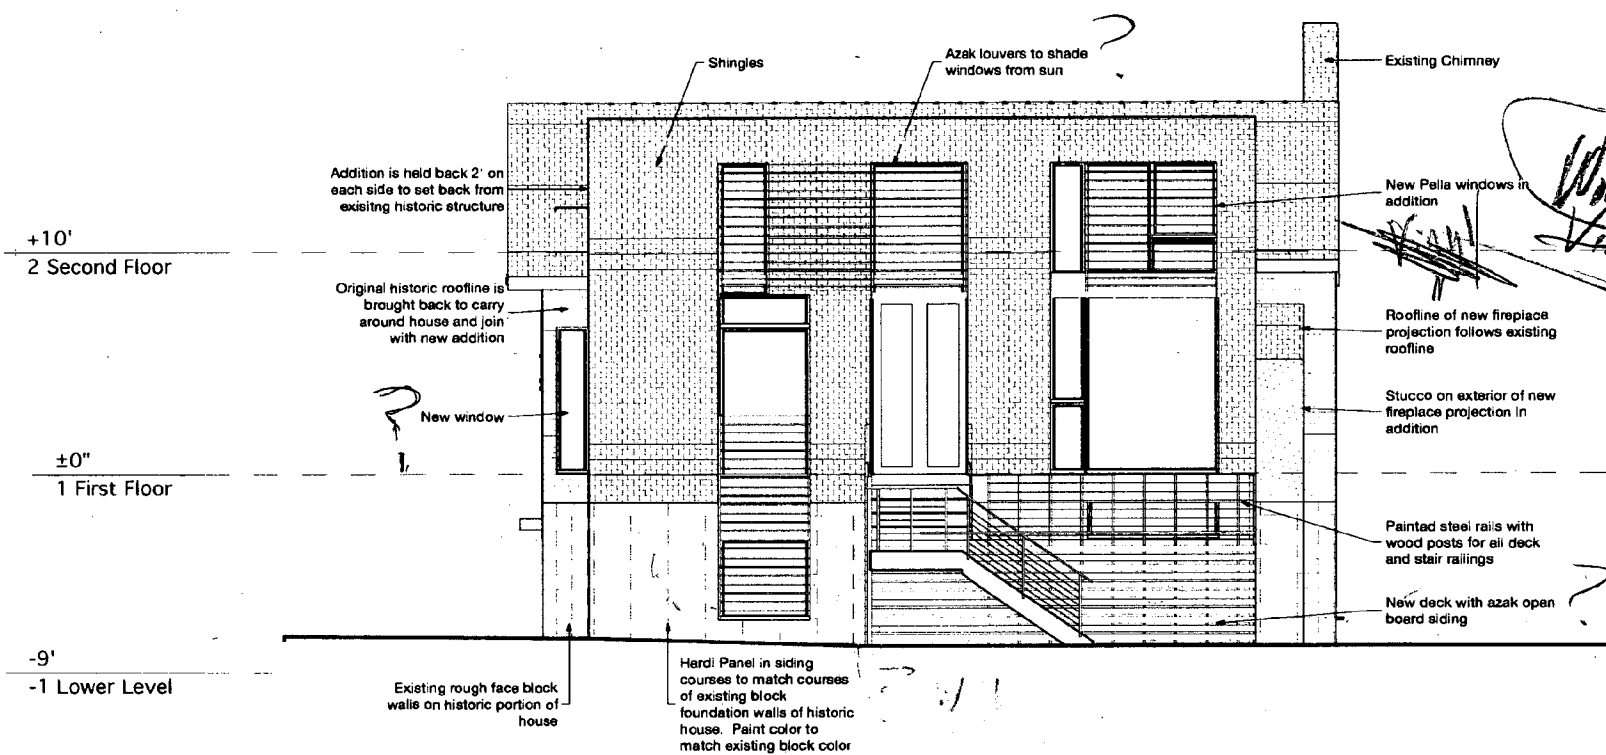 Shingles
Azak louvers to shade
windows from sun
?
Existing Chimney
Addition is held back 2' on
each side to set back from
exisitng historic structure
New Pella windows in
addition
+10'
2 Second Floor
Original historic roofline is
brought back to carry
around house and join
with new addition
Roofline of new fireplace
projection follows existing
roofline
?
New window
Stucco on exterior of new
fireplace projection in
addition
±0"
1 First Floor
Painted steel rails with
wood posts for all deck
and stair railings
New deck with azak open
board siding
?
-9'
-1 Lower Level
Existing rough face block
walls on historic portion of
house
Hardi Panel in siding
courses to match courses
of existing block
foundation walls of historic
house. Paint color to
match existing block color